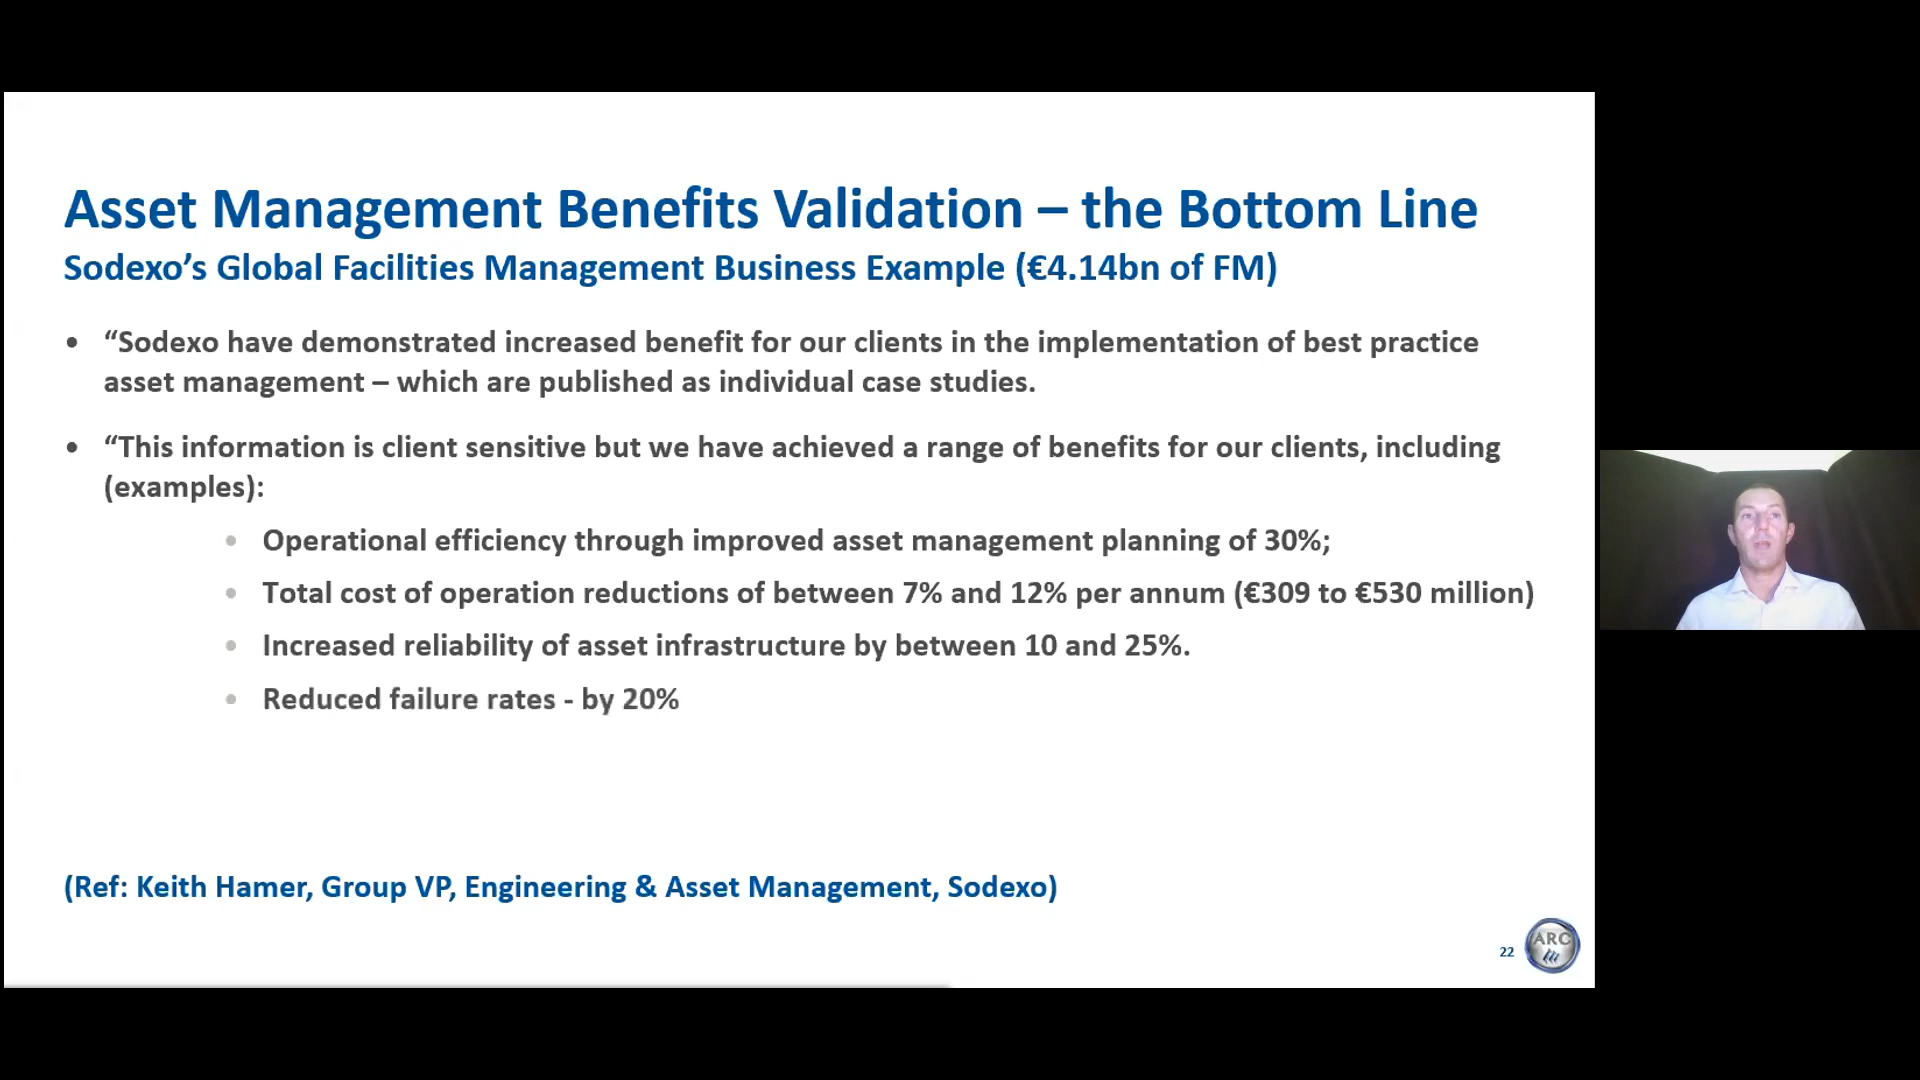 Asset Management Benefits Validation – the Bottom Line
Sodexo’s Global Facilities Management Business Example (€4.14bn of FM)
• “Sodexo have demonstrated increased benefit for our clients in the implementation of best practice
asset management – which are published as individual case studies.
• “This information is client sensitive but we have achieved a range of benefits for our clients, including
(examples):
• Operational efficiency through improved asset management planning of 30%;
• Total cost of operation reductions of between 7% and 12% per annum (€309 to €530 million)
• Increased reliability of asset infrastructure by between 10 and 25%.
• Reduced failure rates - by 20%
(Ref: Keith Hamer, Group VP, Engineering & Asset Management, Sodexo)
22
ARC